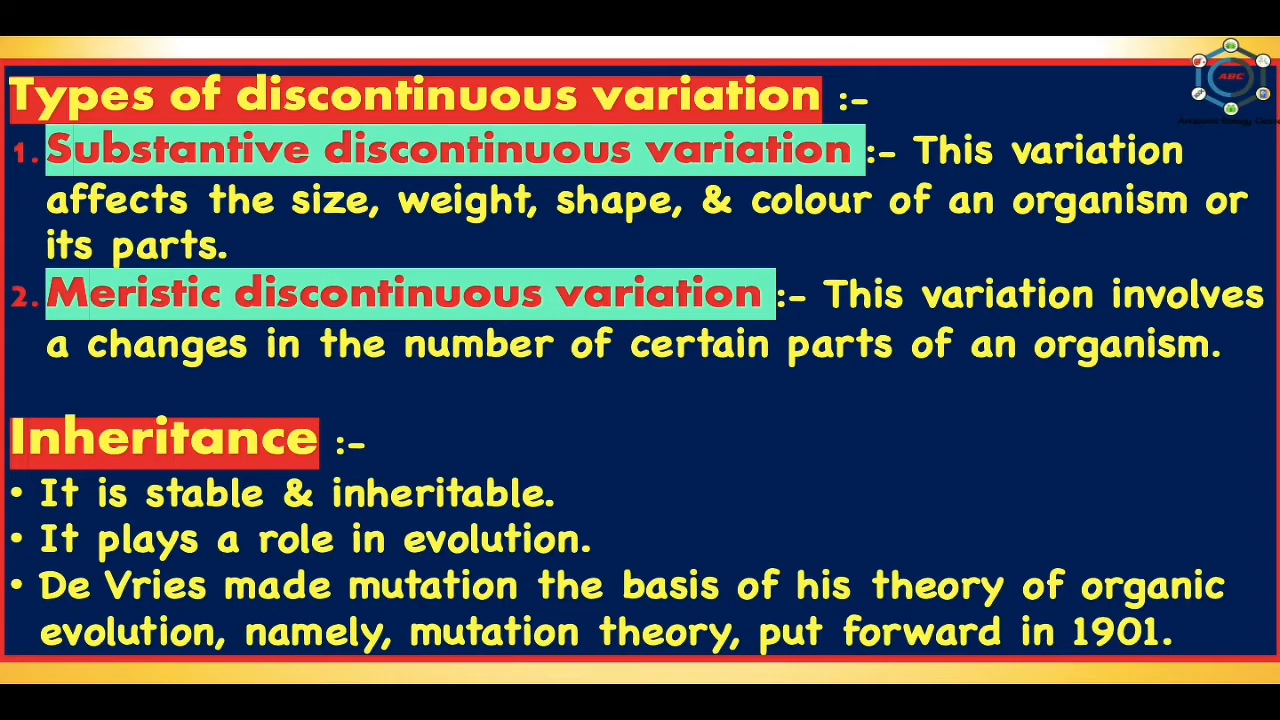 ABC
Types of discontinuous variation :-
1. Substantive discontinuous variation :- This variation
affects the size, weight, shape, & colour of an organism or
its parts.
2. Meristic discontinuous variation :- This variation involves
a changes in the number of certain parts of an organism.
Inheritance :-
• It is stable & inheritable.
• It plays a role in evolution.
• De Vries made mutation the basis of his theory of organic
evolution, namely, mutation theory, put forward in 1901.